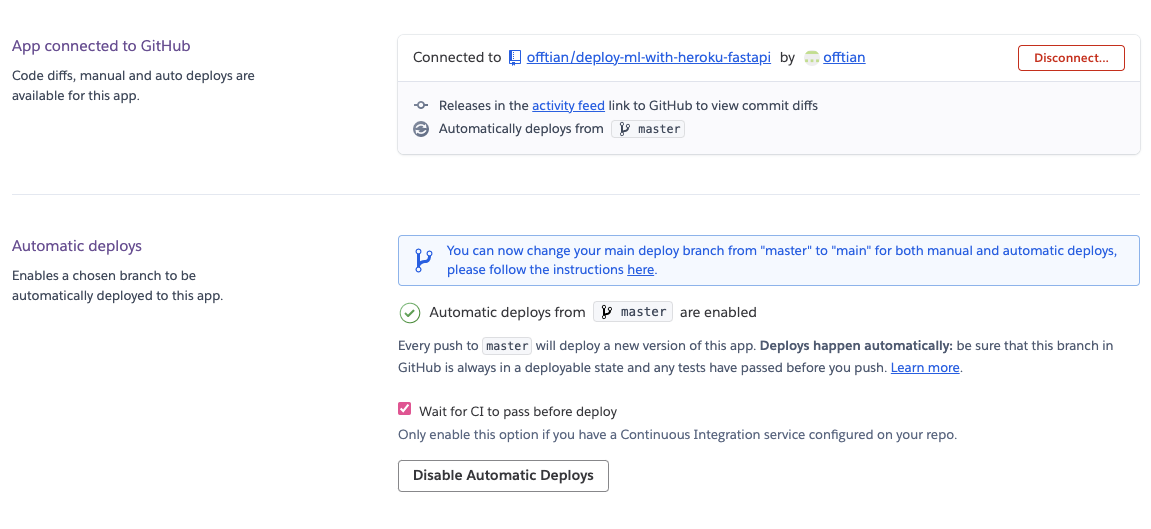 App connected to GitHub
Code diffs, manual and auto deploys are
available for this app.
Connected to offtian/deploy-ml-with-heroku-fastapi by offtian
Disconnect...
Releases in the activity feed link to GitHub to view commit diffs
Automatically deploys from master
Automatic deploys
Enables a chosen branch to be
automatically deployed to this app.
You can now change your main deploy branch from "master" to "main" for both manual and automatic deploys,
please follow the instructions here.
Automatic deploys from master are enabled
Every push to master will deploy a new version of this app. Deploys happen automatically: be sure that this branch in
GitHub is always in a deployable state and any tests have passed before you push. Learn more.
Wait for CI to pass before deploy
Only enable this option if you have a Continuous Integration service configured on your repo.
Disable Automatic Deploys